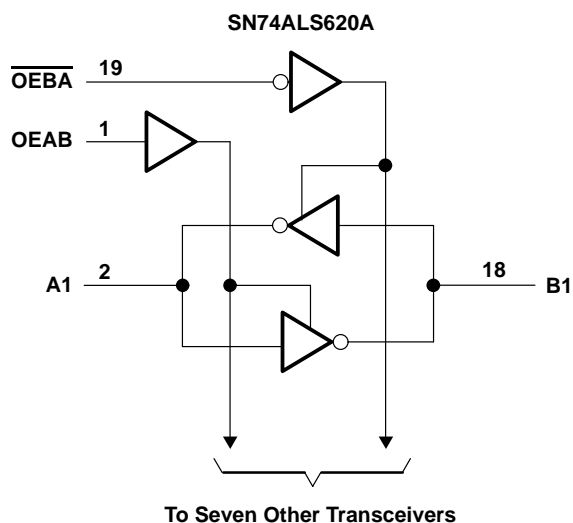 SN74ALS620A
OEBA 19
OEAB 1
A1 2
18 B1
To Seven Other Transceivers